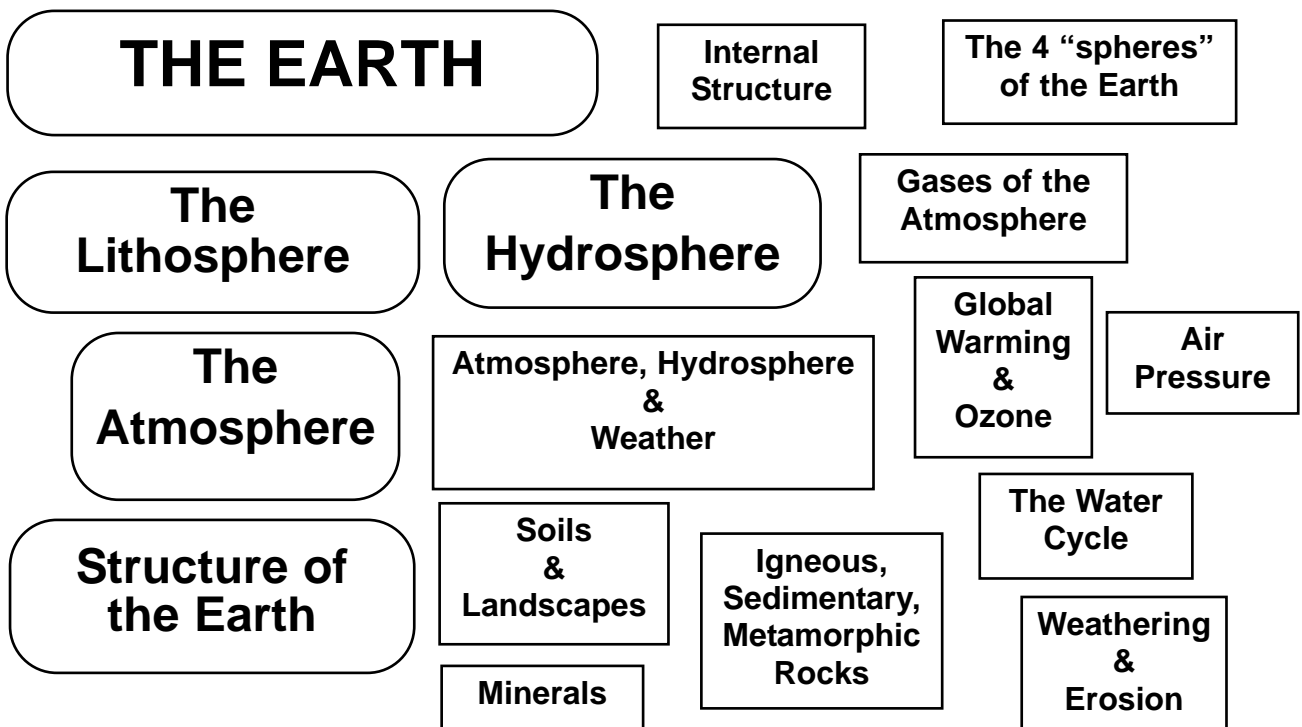 THE EARTH
Internal
Structure
The 4 “spheres”
of the Earth
The
Lithosphere
The
Hydrosphere
Gases of the
Atmosphere
The
Atmosphere
Atmosphere, Hydrosphere
&
Weather
Global
Warming
&
Ozone
Air
Pressure
Structure of
the Earth
Soils
&
Landscapes
Igneous,
Sedimentary,
Metamorphic
Rocks
The Water
Cycle
Minerals
Weathering
&
Erosion